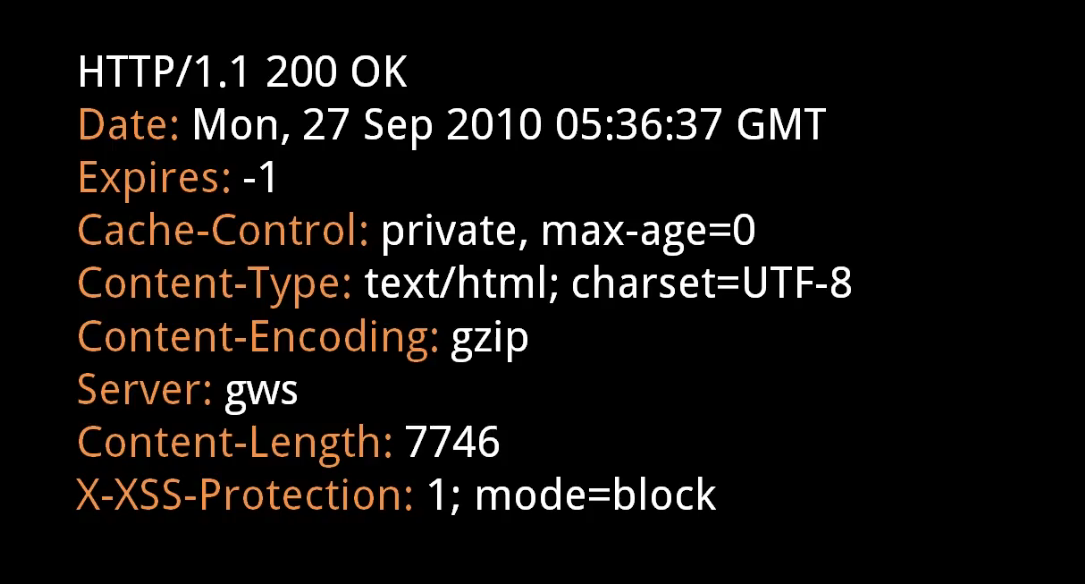 HTTP/1.1 200 OK
Date: Mon, 27 Sep 2010 05:36:37 GMT
Expires: -1
Cache-Control: private, max-age=0
Content-Type: text/html; charset=UTF-8
Content-Encoding: gzip
Server: gws
Content-Length: 7746
X-XSS-Protection: 1; mode=block